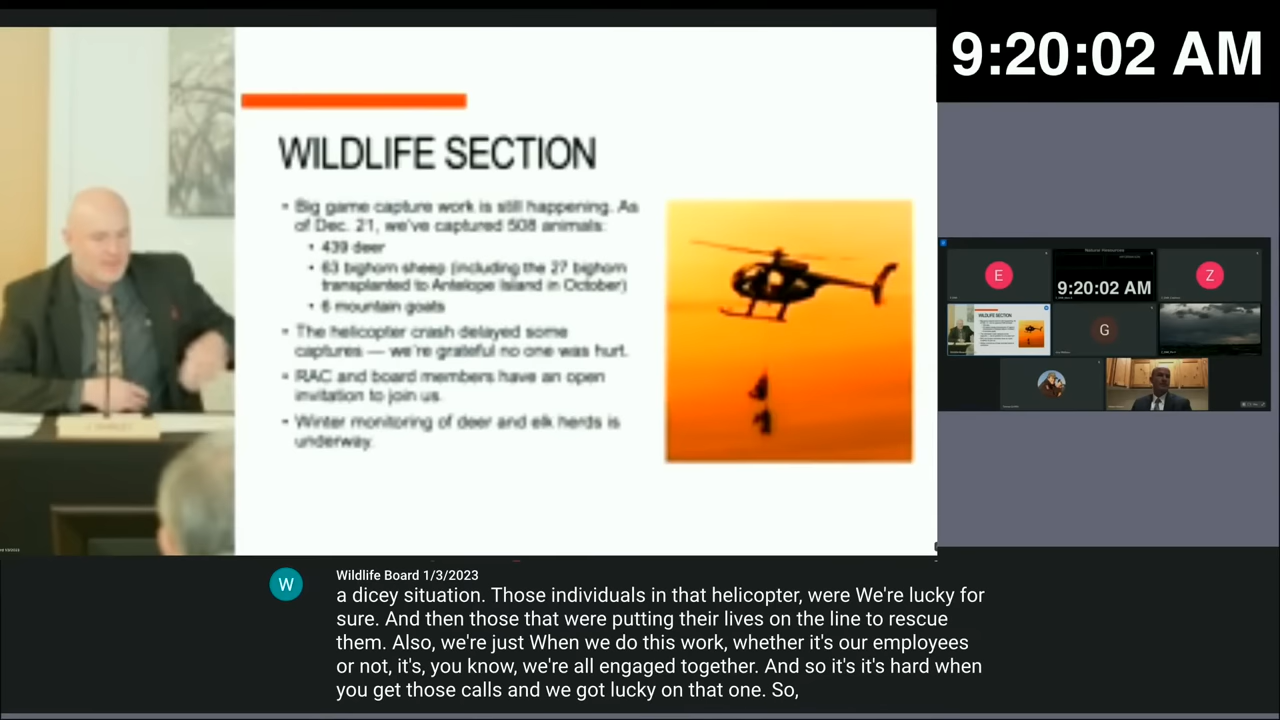 9:20:02 AM
WILDLIFE SECTION
• Big game capture work is still happening. As
of Dec. 21, we've captured 508 animals:
• 439 deer
• 63 bighorn sheep (including the 27 bighorn
transplanted to Antelope Island in October)
• 6 mountain goats
• The helicopter crash delayed some
captures — we're grateful no one was hurt.
• RAC and board members have an open
invitation to join us.
• Winter monitoring of deer and elk herds is
underway.
E
9:20:02 AM
Z
WILDLIFE SECTION
G
W
Wildlife Board 1/3/2023
a dicey situation. Those individuals in that helicopter, were We're lucky for
sure. And then those that were putting their lives on the line to rescue
them. Also, we're just When we do this work, whether it's our employees
or not, it's, you know, we're all engaged together. And so it's it's hard when
you get those calls and we got lucky on that one. So,